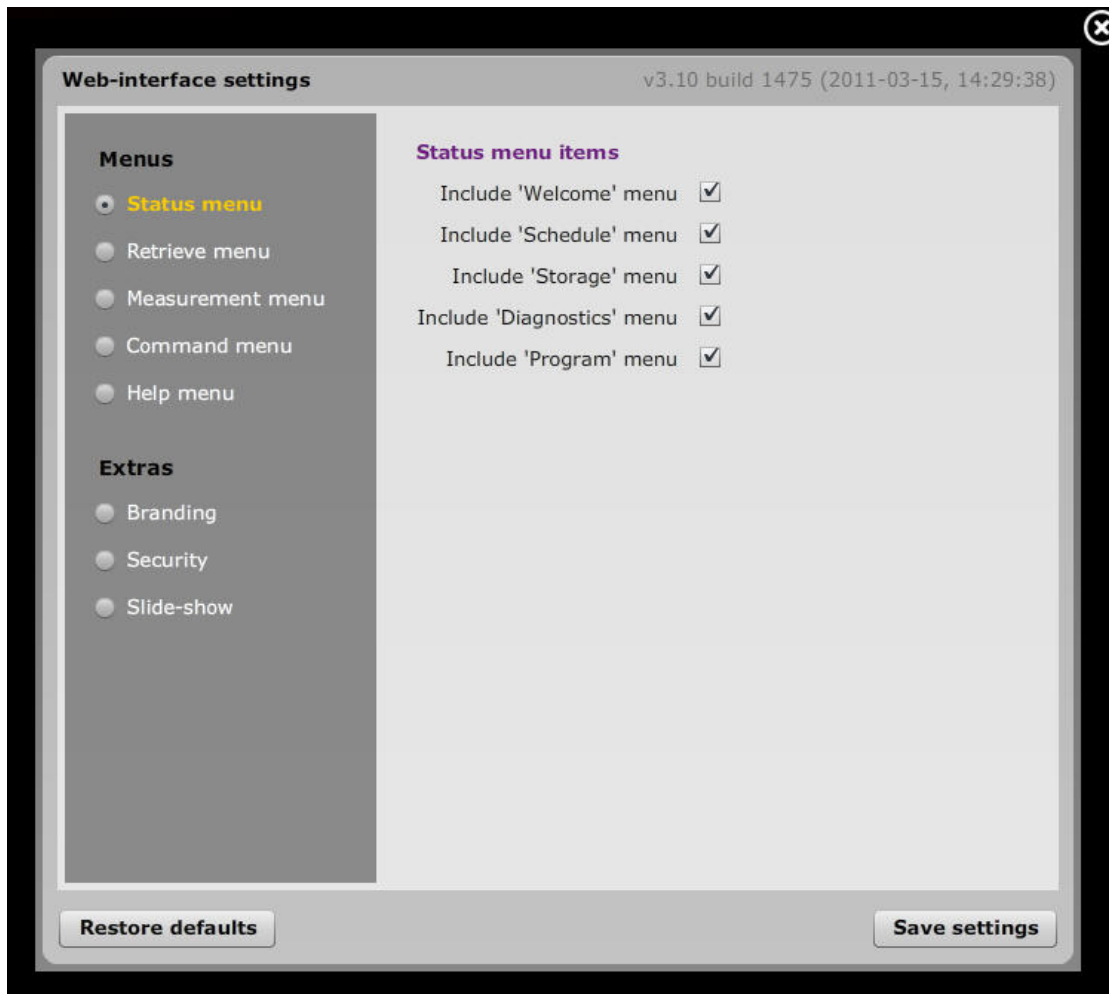 Web-interface settings
v3.10 build 1475 (2011-03-15, 14:29:38)
Menus
Status menu
Retrieve menu
Measurement menu
Command menu
Help menu
Extras
Branding
Security
Slide-show
Status menu items
Include 'Welcome' menu
Include 'Schedule' menu
Include 'Storage' menu
Include 'Diagnostics' menu
Include 'Program' menu
Restore defaults
Save settings